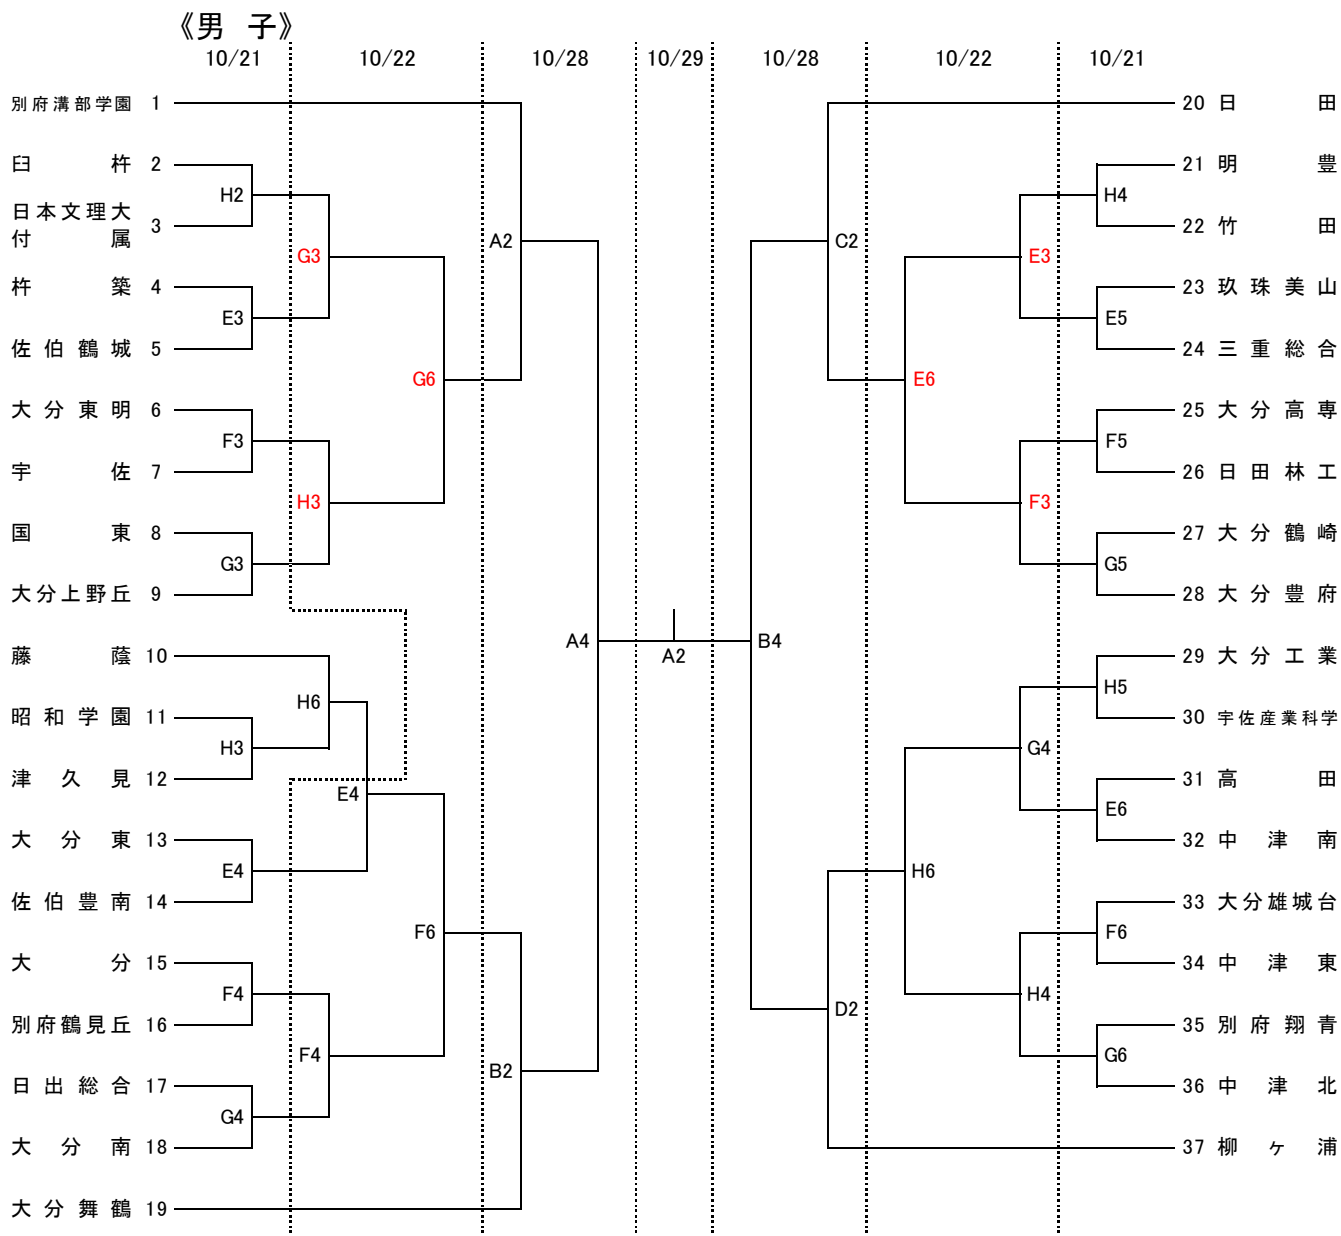 《男 子》
10/21 10/22 10/28 10/29 10/28 10/22 10/21
別府溝部学園 1
臼 杵 2
H2
日本文理大
付 属 3
G3
杵 築 4
E3
佐伯鶴城 5
G6
大分東明 6
F3
宇 佐 7
H3
国 東 8
G3
大分上野丘 9
A2
藤 蔭 10
H6
昭和学園 11
H3
津久見 12
E4
大分東 13
E4
佐伯豊南 14
F6
大 分 15
F4
別府鶴見丘 16
F4
日出総合 17
G4
大分南 18
B2
大分舞鶴 19
A4
A2
B4
20 日 田
C2
21 明 豊
H4
22 竹 田
E3
23 玖珠美山
E5
24 三重総合
E6
25 大分高専
F5
26 日田林工
F3
27 大分鶴崎
G5
28 大分豊府
29 大分工業
H5
30 宇佐産業科学
G4
31 高 田
E6
32 中津南
H6
33 大分雄城台
F6
34 中津東
H4
D2
35 別府翔青
G6
36 中津北
37 柳ヶ浦